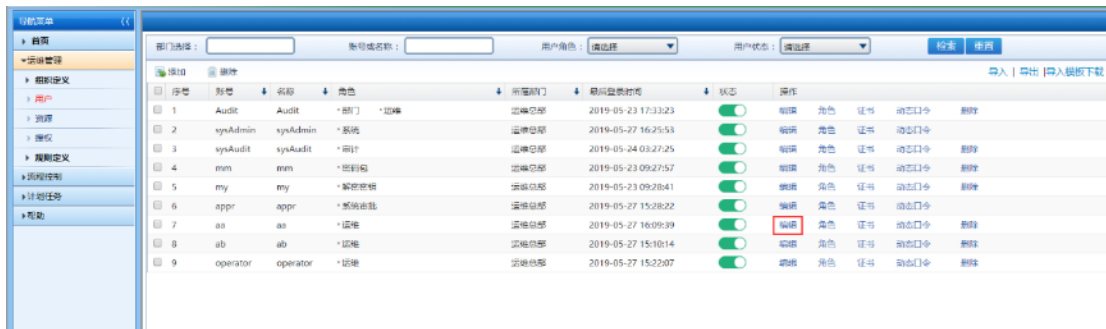 导航菜单
首页
运维管理
组织定义
用户
资源
授权
规则定义
流程控制
计划任务
帮助
部门选择： 账号或名称： 用户角色： 请选择 用户状态： 请选择 检索 重置
添加 删除 导入 | 导出 |导入模板下载
序号 账号 名称 角色 所属部门 最后登录时间 状态 操作
1 Audit Audit 部门 运维 运维总部 2019-05-23 17:33:23 编辑 角色 证书 动态口令 删除
2 sysAdmin sysAdmin 系统 运维总部 2019-05-27 16:25:53 编辑 角色 证书 动态口令
3 sysAudit sysAudit 审计 运维总部 2019-05-24 03:27:25 编辑 角色 证书 动态口令 删除
4 mm mm 密码包 运维总部 2019-05-23 09:27:57 编辑 角色 证书 动态口令 删除
5 my my 解密密钥 运维总部 2019-05-23 09:28:41 编辑 角色 证书 动态口令 删除
6 appr appr 系统审批 运维总部 2019-05-27 15:28:22 编辑 角色 证书 动态口令
7 aa aa 运维 运维总部 2019-05-27 16:09:39 编辑 角色 证书 动态口令 删除
8 ab ab 运维 运维总部 2019-05-27 15:10:14 编辑 角色 证书 动态口令 删除
9 operator operator 运维 运维总部 2019-05-27 15:22:07 编辑 角色 证书 动态口令 删除